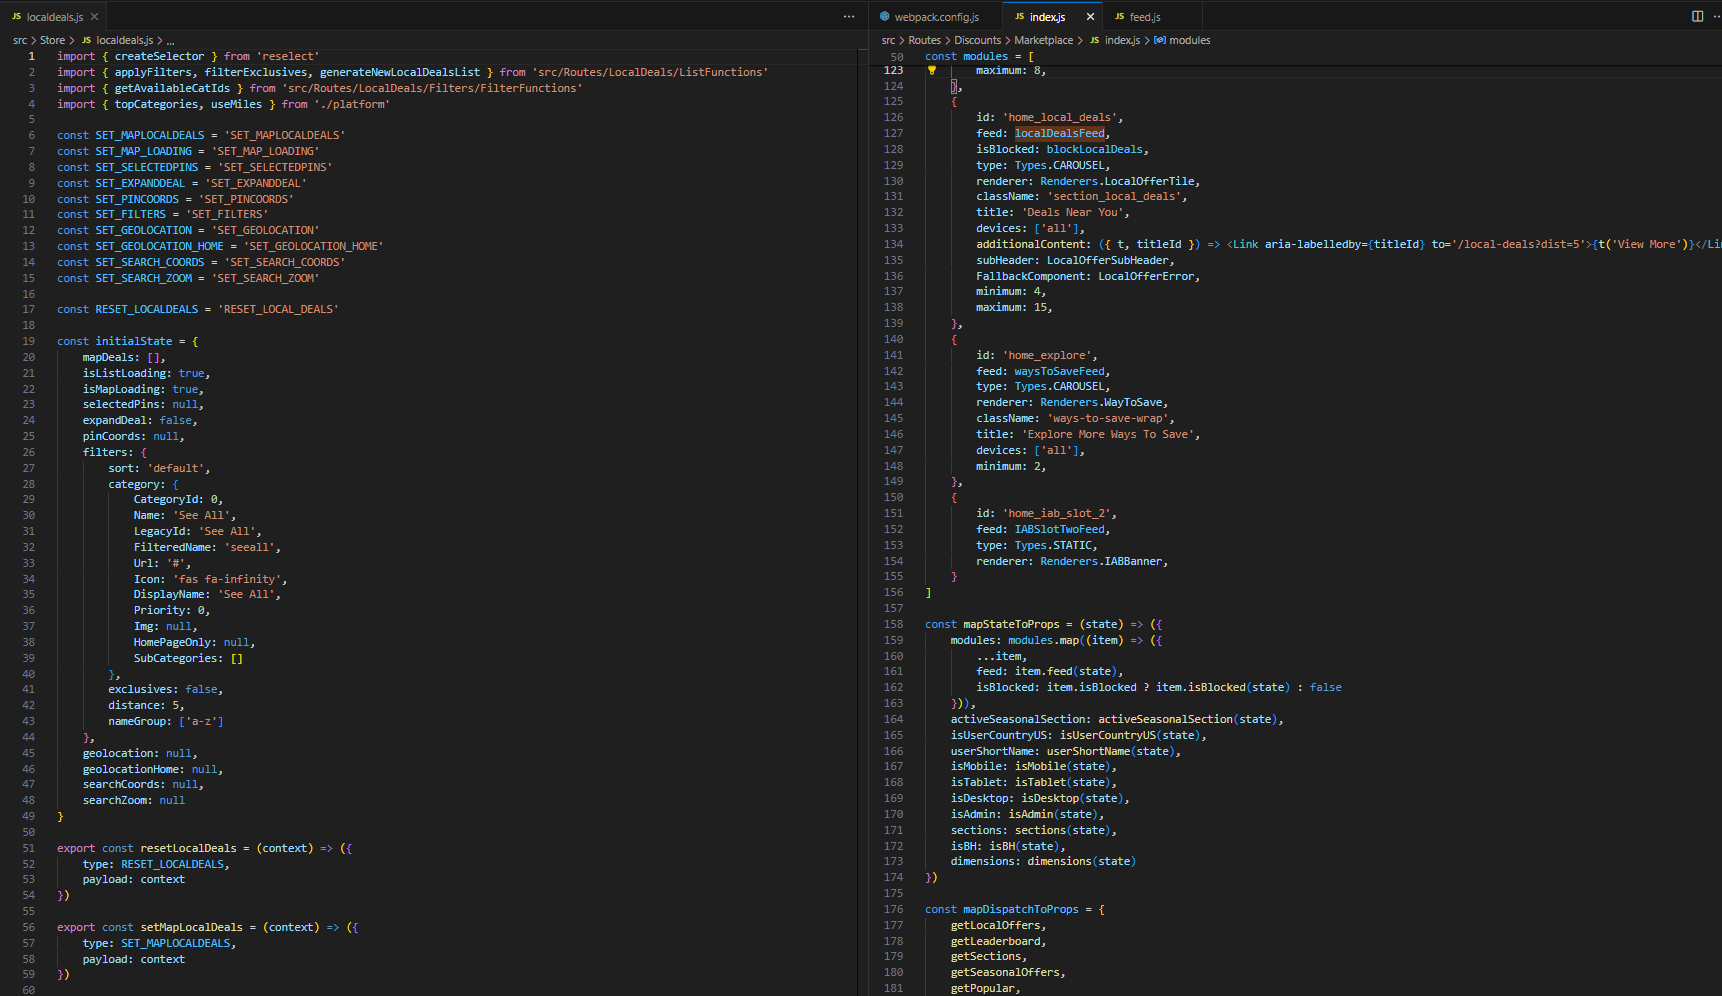 JS localdeals.js ×
src > Store > JS localdeals.js > ...
1 import { createSelector } from 'reselect'
2 import { applyFilters, filterExclusives, generateNewLocalDealsList } from 'src/Routes/LocalDeals/ListFunctions'
3 import { getAvailableCatIds } from 'src/Routes/LocalDeals/Filters/FilterFunctions'
4 import { topCategories, useMiles } from './platform'
5
6 const SET_MAPLOCALDEALS = 'SET_MAPLOCALDEALS'
7 const SET_MAP_LOADING = 'SET_MAP_LOADING'
8 const SET_SELECTEDPINS = 'SET_SELECTEDPINS'
9 const SET_EXPANDDEAL = 'SET_EXPANDDEAL'
10 const SET_PINCOORDS = 'SET_PINCOORDS'
11 const SET_FILTERS = 'SET_FILTERS'
12 const SET_GEOLOCATION = 'SET_GEOLOCATION'
13 const SET_GEOLOCATION_HOME = 'SET_GEOLOCATION_HOME'
14 const SET_SEARCH_COORDS = 'SET_SEARCH_COORDS'
15 const SET_SEARCH_ZOOM = 'SET_SEARCH_ZOOM'
16
17 const RESET_LOCALDEALS = 'RESET_LOCAL_DEALS'
18
19 const initialState = {
20 mapDeals: [],
21 isListLoading: true,
22 isMapLoading: true,
23 selectedPins: null,
24 expandDeal: false,
25 pinCoords: null,
26 filters: {
27 sort: 'default',
28 category: {
29 CategoryId: 0,
30 Name: 'See All',
31 LegacyId: 'See All',
32 FilteredName: 'seeall',
33 Url: '#',
34 Icon: 'fas fa-infinity',
35 DisplayName: 'See All',
36 Priority: 0,
37 Img: null,
38 HomePageOnly: null,
39 SubCategories: []
40 },
41 exclusives: false,
42 distance: 5,
43 nameGroup: ['a-z']
44 },
45 geolocation: null,
46 geolocationHome: null,
47 searchCoords: null,
48 searchZoom: null
49 }
50
51 export const resetLocalDeals = (context) => ({
52 type: RESET_LOCALDEALS,
53 payload: context
54 })
55
56 export const setMapLocalDeals = (context) => ({
57 type: SET_MAPLOCALDEALS,
58 payload: context
59 })
60
webpack.config.js JS index.js × JS feed.js
src > Routes > Discounts > Marketplace > JS index.js > modules
50 const modules = [
123 maximum: 8,
124 },
125 {
126 id: 'home_local_deals',
127 feed: localDealsFeed,
128 isBlocked: blockLocalDeals,
129 type: Types.CAROUSEL,
130 renderer: Renderers.LocalOfferTile,
131 className: 'section_local_deals',
132 title: 'Deals Near You',
133 devices: ['all'],
134 additionalContent: ({ t, titleId }) => <Link aria-labelledby={titleId} to='/local-deals?dist=5'>{t('View More')}</Lin
135 subHeader: LocalOfferSubHeader,
136 FallbackComponent: LocalOfferError,
137 minimum: 4,
138 maximum: 15,
139 },
140 {
141 id: 'home_explore',
142 feed: waysToSaveFeed,
143 type: Types.CAROUSEL,
144 renderer: Renderers.WayToSave,
145 className: 'ways-to-save-wrap',
146 title: 'Explore More Ways To Save',
147 devices: ['all'],
148 minimum: 2,
149 },
150 {
151 id: 'home_iab_slot_2',
152 feed: IABSlotTwoFeed,
153 type: Types.STATIC,
154 renderer: Renderers.IABBanner,
155 }
156 ]
157
158 const mapStateToProps = (state) => ({
159 modules: modules.map((item) => ({
160 ...item,
161 feed: item.feed(state),
162 isBlocked: item.isBlocked ? item.isBlocked(state) : false
163 })),
164 activeSeasonalSection: activeSeasonalSection(state),
165 isUserCountryUS: isUserCountryUS(state),
166 userShortName: userShortName(state),
167 isMobile: isMobile(state),
168 isTablet: isTablet(state),
169 isDesktop: isDesktop(state),
170 isAdmin: isAdmin(state),
171 sections: sections(state),
172 isBH: isBH(state),
173 dimensions: dimensions(state)
174 })
175
176 const mapDispatchToProps = {
177 getLocalOffers,
178 getLeaderboard,
179 getSections,
180 getSeasonalOffers,
181 getPopular,